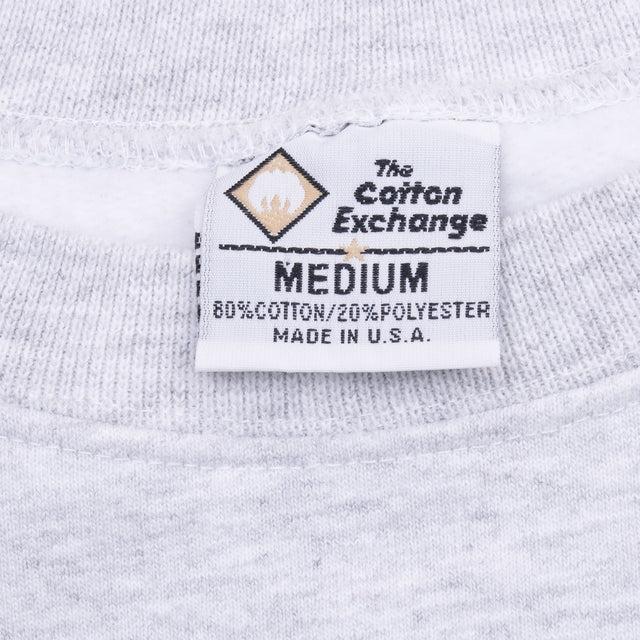 The
Cotton
Exchange
MEDIUM
80%COTTON/20%POLYESTER
MADE IN U.S.A.